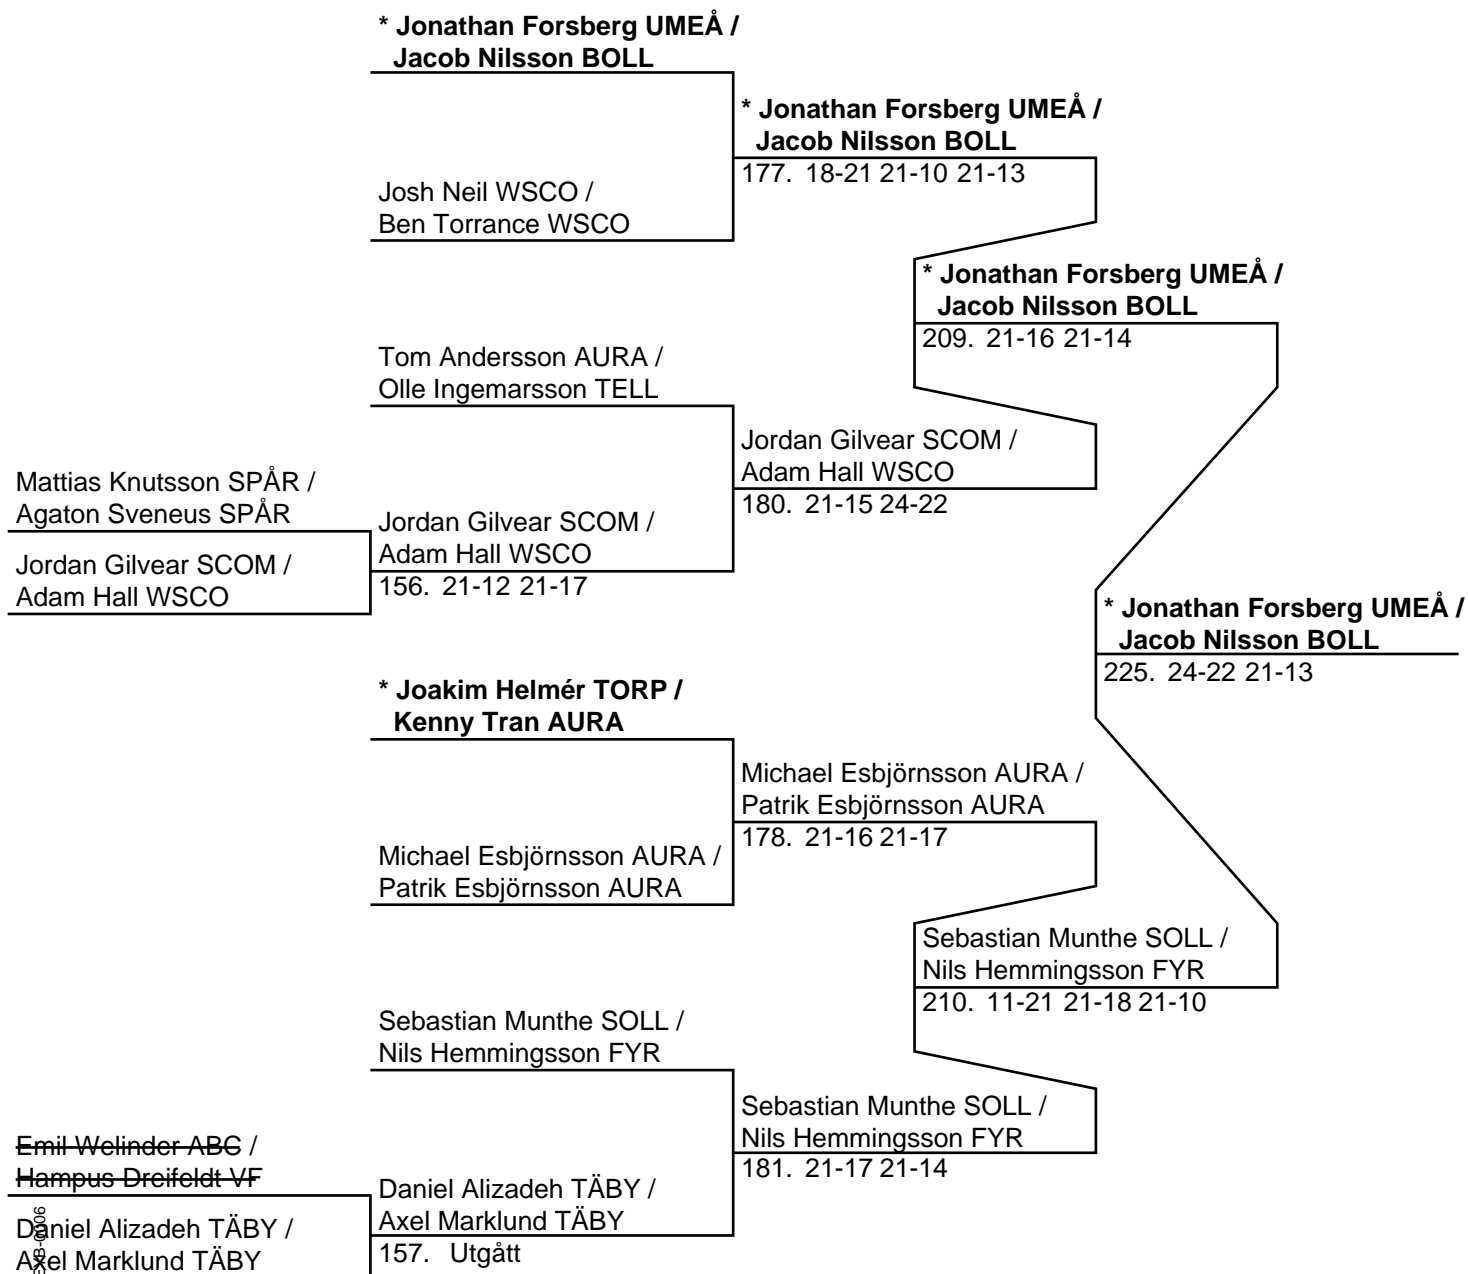 * Jonathan Forsberg UMEÅ /
Jacob Nilsson BOLL
* Jonathan Forsberg UMEÅ /
Jacob Nilsson BOLL
177. 18-21 21-10 21-13
Josh Neil WSCO /
Ben Torrance WSCO
* Jonathan Forsberg UMEÅ /
Jacob Nilsson BOLL
209. 21-16 21-14
Tom Andersson AURA /
Olle Ingemarsson TELL
Jordan Gilvear SCOM /
Adam Hall WSCO
180. 21-15 24-22
Mattias Knutsson SPÅR /
Agaton Sveneus SPÅR
Jordan Gilvear SCOM /
Adam Hall WSCO
156. 21-12 21-17
Jordan Gilvear SCOM /
Adam Hall WSCO
* Jonathan Forsberg UMEÅ /
Jacob Nilsson BOLL
225. 24-22 21-13
* Joakim Helmér TORP /
Kenny Tran AURA
Michael Esbjörnsson AURA /
Patrik Esbjörnsson AURA
178. 21-16 21-17
Michael Esbjörnsson AURA /
Patrik Esbjörnsson AURA
Sebastian Munthe SOLL /
Nils Hemmingsson FYR
210. 11-21 21-18 21-10
Sebastian Munthe SOLL /
Nils Hemmingsson FYR
Sebastian Munthe SOLL /
Nils Hemmingsson FYR
181. 21-17 21-14
Emil Welinder ABC /
Hampus Dreifeldt VF
Daniel Alizadeh TÄBY /
Axel Marklund TÄBY
157. Utgått
Daniel Alizadeh TÄBY /
Axel Marklund TÄBY